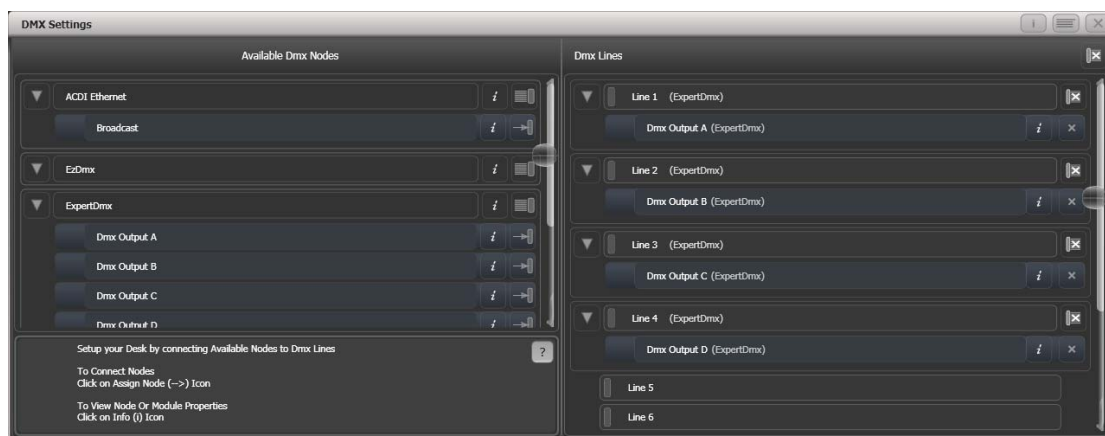 DMX Settings
Available Dmx Nodes
ACDI Ethernet
i
Broadcast
i
EzDmx
i
ExpertDmx
i
Dmx Output A
i
Dmx Output B
i
Dmx Output C
i
Dmx Output D
i
Setup your Desk by connecting Available Nodes to Dmx Lines
?
To Connect Nodes
Click on Assign Node (-->) Icon
To View Node Or Module Properties
Click on Info (i) Icon
Dmx Lines
Line 1 (ExpertDmx)
Dmx Output A (ExpertDmx)
i
Line 2 (ExpertDmx)
Dmx Output B (ExpertDmx)
i
Line 3 (ExpertDmx)
Dmx Output C (ExpertDmx)
i
Line 4 (ExpertDmx)
Dmx Output D (ExpertDmx)
i
Line 5
Line 6